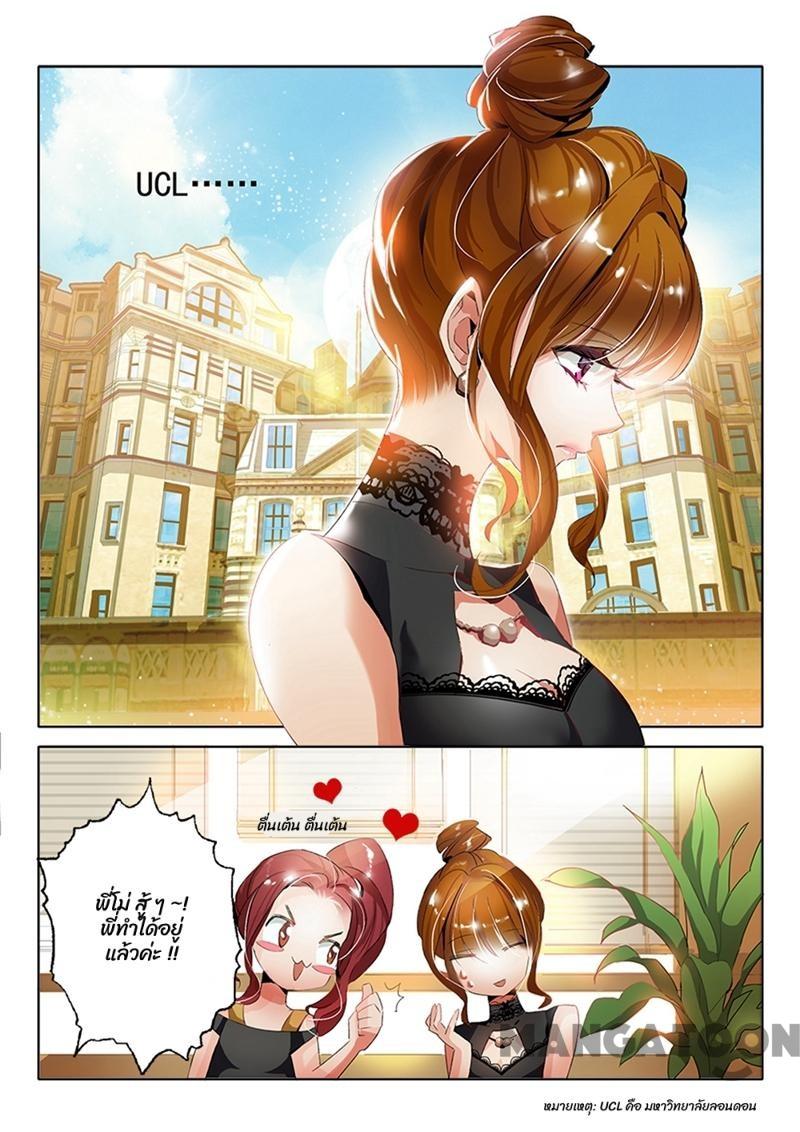 UCL……
ตื่นเต้น ตื่นเต้น
พี่โม่ สู้ ๆ ~!
พี่ทำได้อยู่
แล้วค่ะ !!
MANGATOON
หมายเหตุ: UCL คือ มหาวิทยาลัยลอนดอน